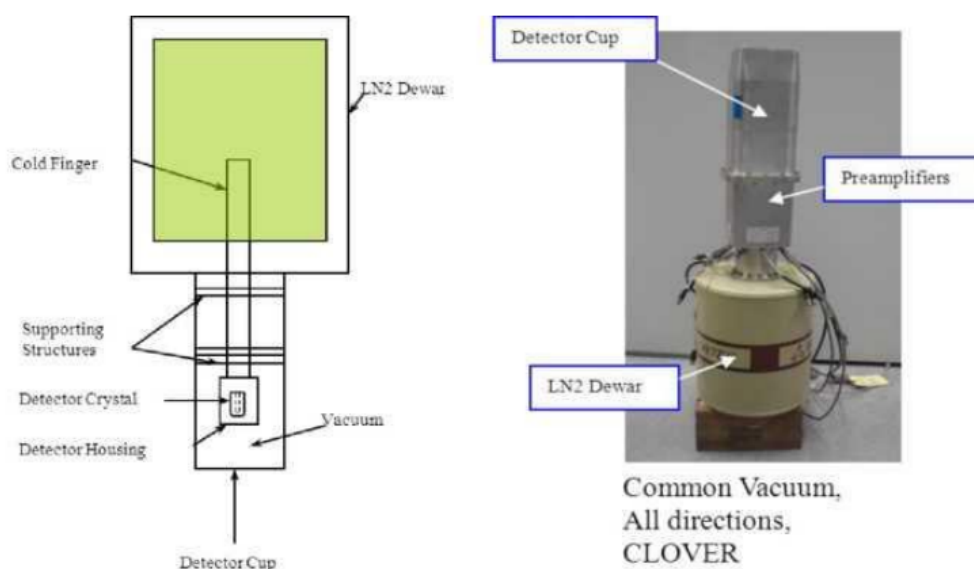 LN2 Dewar
Cold Finger
Supporting
Structures
Detector Crystal
Vacuum
Detector Housing
Detector Cup
Detector Cup
Preamplifiers
LN2 Dewar
Common Vacuum,
All directions,
CLOVER